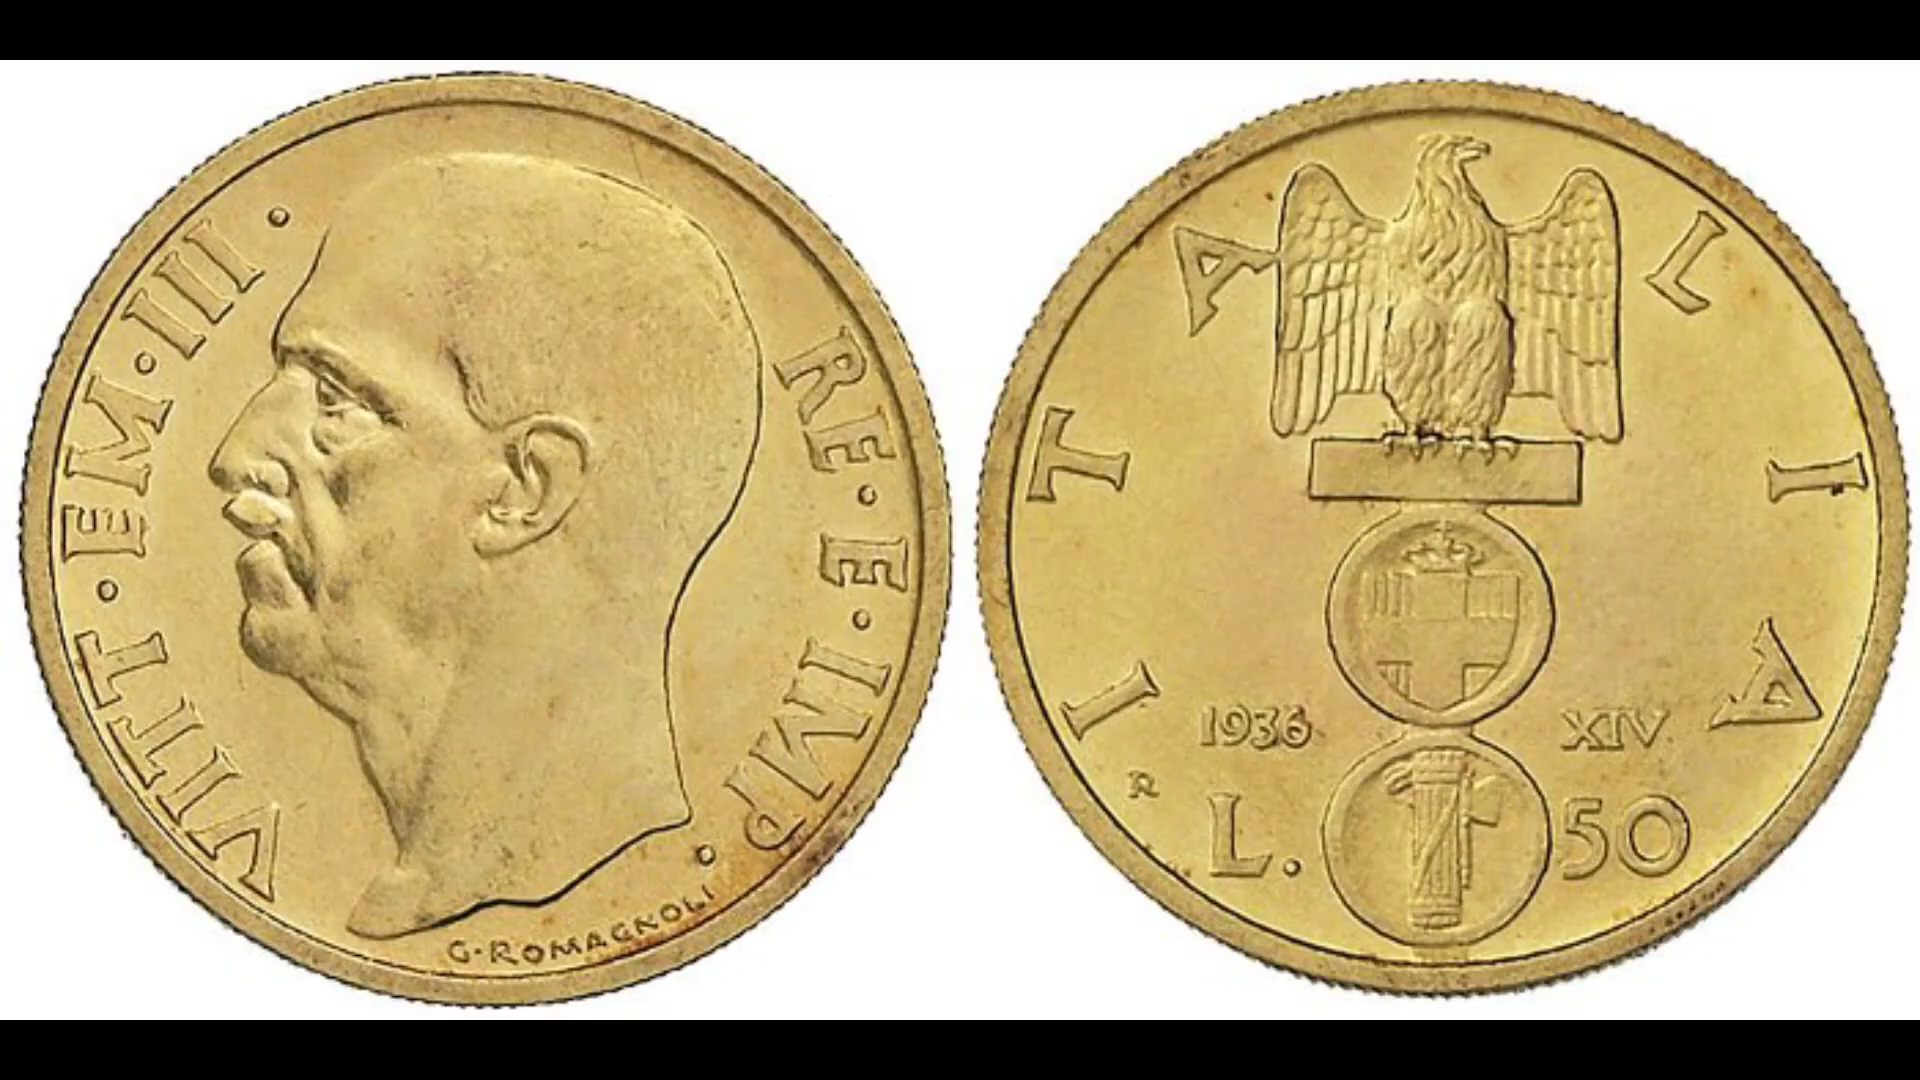 VITT · EM · III ·
RE E · E · IMP ·
G · ROMAGNOLI
ITALIA
1936 XIV
R
L. 50